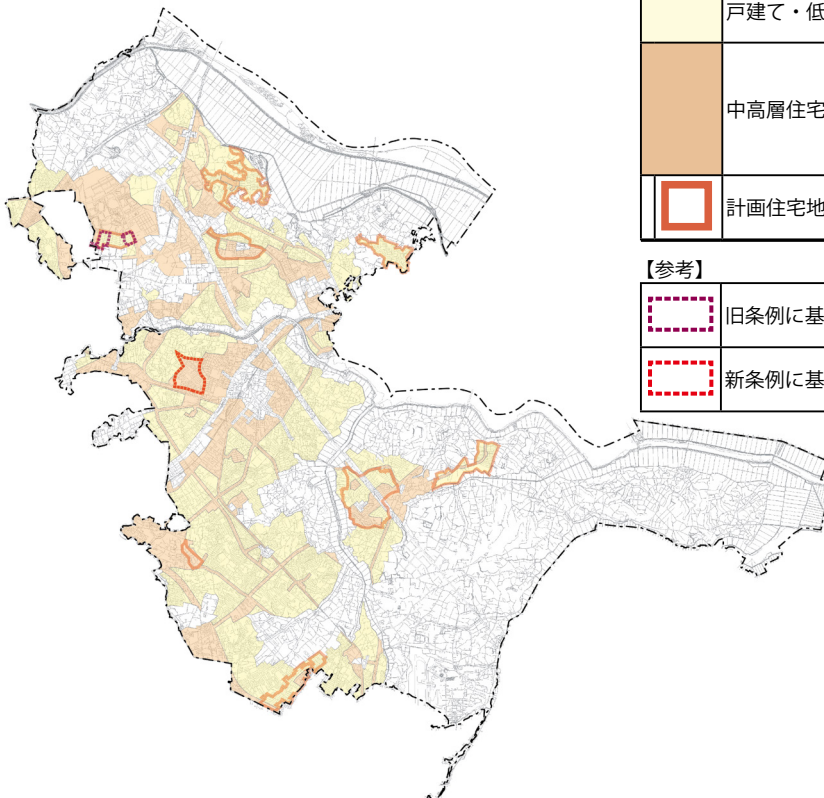 戸建て・低
中高層住宅
計画住宅地
【参考】
旧条例に基
新条例に基